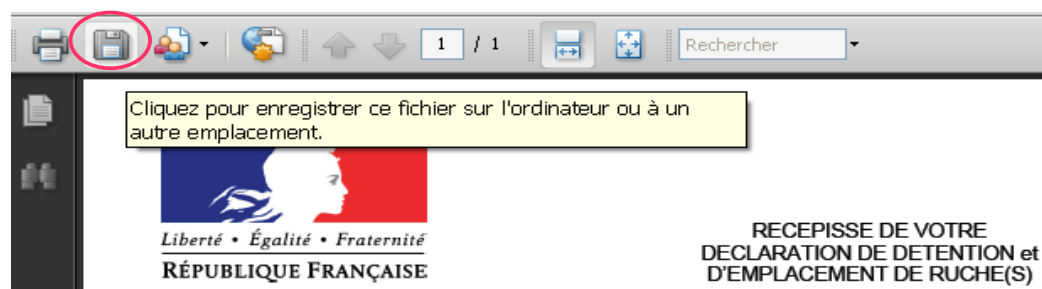 1 / 1
Rechercher
Cliquez pour enregistrer ce fichier sur l'ordinateur ou à un
autre emplacement.
Liberté • Égalité • Fraternité
RÉPUBLIQUE FRANÇAISE
RECEPISSE DE VOTRE
DECLARATION DE DETENTION et
D'EMPLACEMENT DE RUCHE(S)